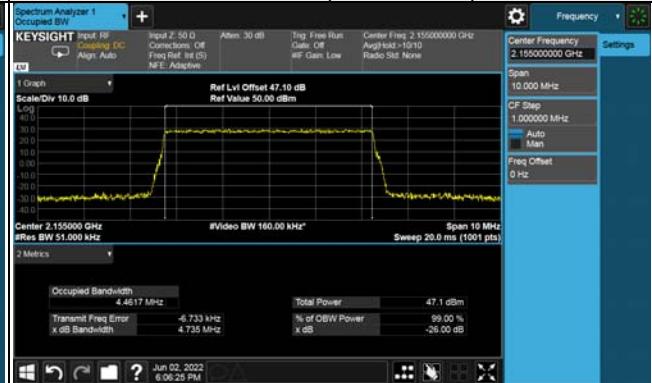 Spectrum Analyzer 1
Occupied BW
+
Frequency
KEYSIGHT Input: RF
Coupling: DC
Align: Auto
Input Z: 50 Ω
Corrections: Off
Freq Ref: Int (S)
NFE: Adaptive
Atten: 30 dB
Trig: Free Run
Gate: Off
#IF Gain: Low
Center Freq: 2.155000000 GHz
Avg|Hold:>10/10
Radio Std: None
LM
Center Frequency
2.155000000 GHz
Settings
Span
10.000 MHz
CF Step
1.000000 MHz
Auto
Man
Freq Offset
0 Hz
1 Graph
Scale/Div 10.0 dB
Ref Lvl Offset 47.10 dB
Ref Value 50.00 dBm
Log
40.0
30.0
20.0
10.0
0.00
-10.0
-20.0
-30.0
-40.0
Center 2.155000 GHz
#Res BW 51.000 kHz
#Video BW 160.00 kHz*
Span 10 MHz
Sweep 20.0 ms (1001 pts)
2 Metrics
Occupied Bandwidth
4.4617 MHz
Total Power 47.1 dBm
Transmit Freq Error -6.733 kHz
% of OBW Power 99.00 %
x dB Bandwidth 4.735 MHz
x dB -26.00 dB
?
Jun 02, 2022
6:06:25 PM